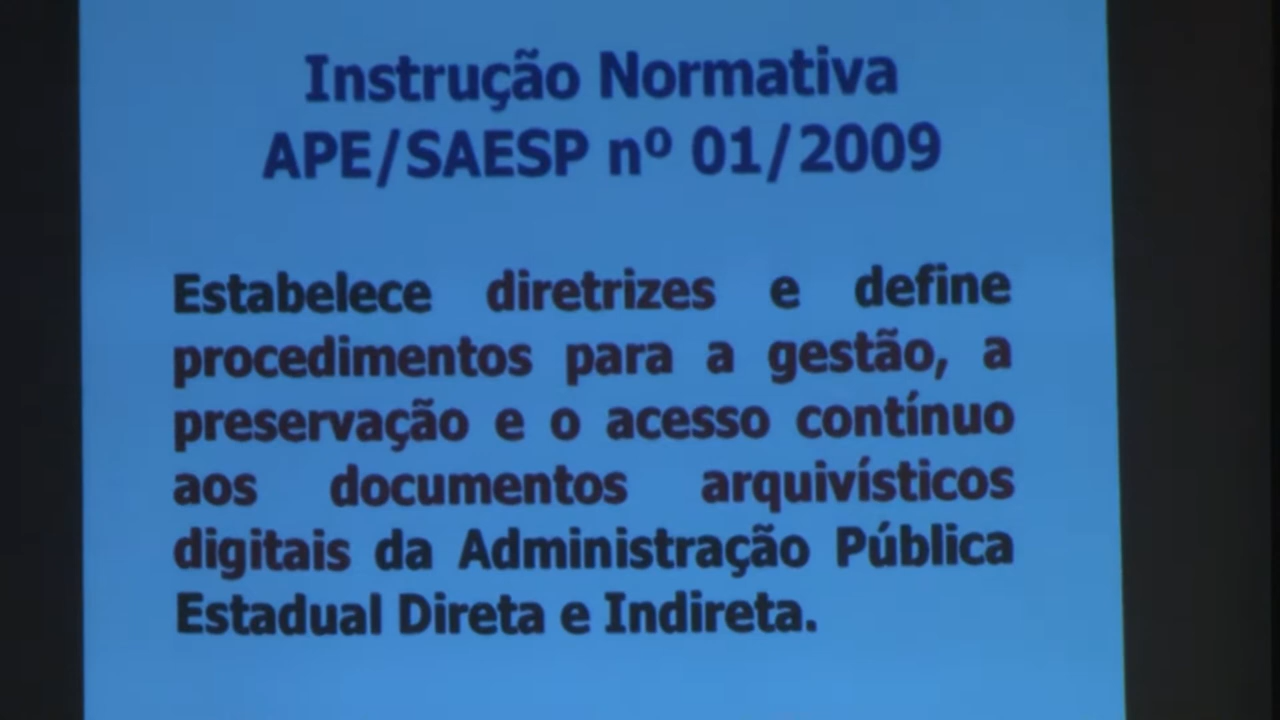 Instrução Normativa
APE/SAESP nº 01/2009
Estabelece diretrizes e define
procedimentos para a gestão, a
preservação e o acesso contínuo
aos documentos arquivísticos
digitais da Administração Pública
Estadual Direta e Indireta.